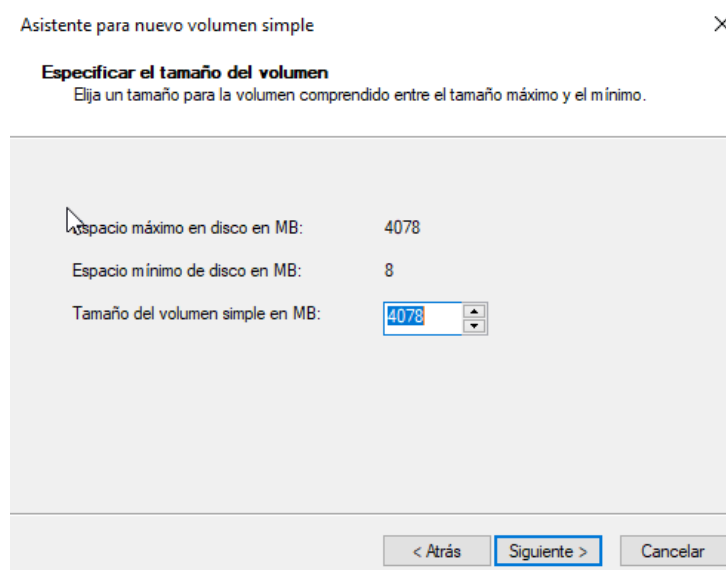 Asistente para nuevo volumen simple
Especificar el tamaño del volumen
Elija un tamaño para la volumen comprendido entre el tamaño máximo y el mínimo.
Espacio máximo en disco en MB: 4078
Espacio mínimo de disco en MB: 8
Tamaño del volumen simple en MB: 4078
< Atrás Siguiente > Cancelar